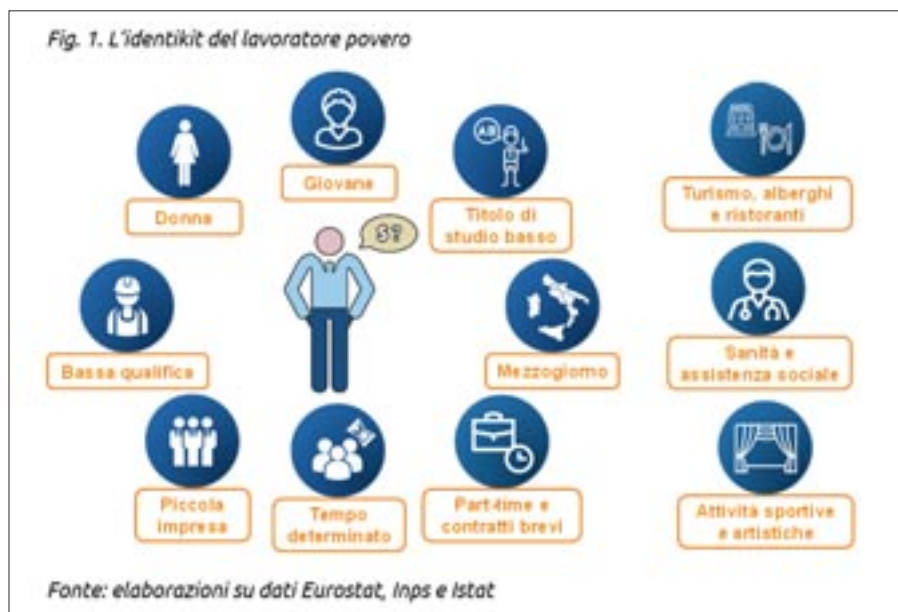 Fig. 1. L'identikit del lavoratore povero
Giovane
Donna
Titolo di
studio basso
AB
$?
Bassa qualifica
Mezzogiorno
Piccola
impresa
Tempo
determinato
Part-time e
contratti brevi
Turismo, alberghi
e ristoranti
Sanità e
assistenza sociale
Attività sportive
e artistiche
Fonte: elaborazioni su dati Eurostat, Inps e Istat